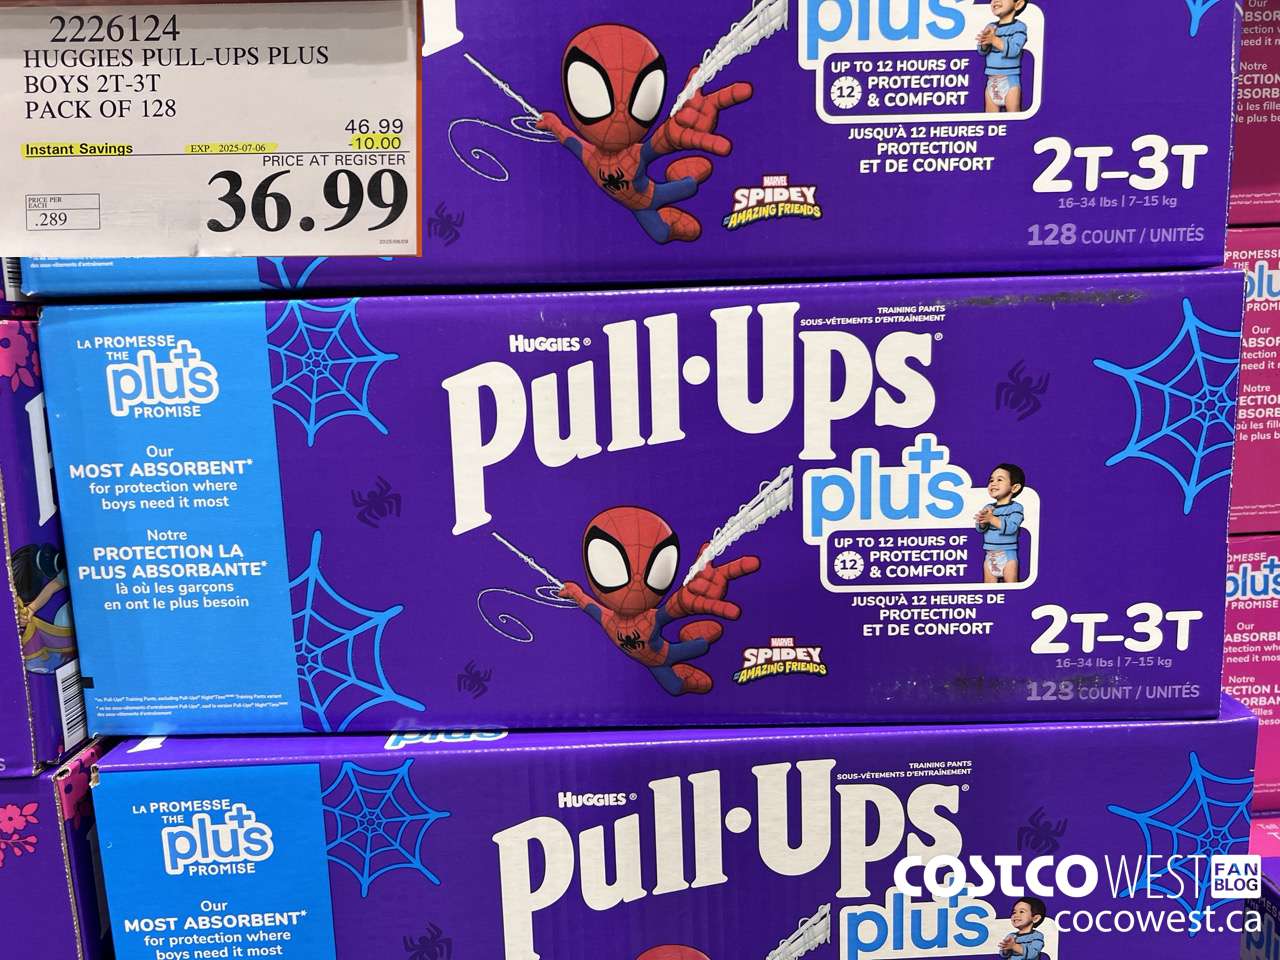 2226124
HUGGIES PULL-UPS PLUS
BOYS 2T-3T
PACK OF 128
46.99
Instant Savings EXP. 2025-07-06 -10.00
PRICE AT REGISTER
36.99
PRICE PER
EACH
.289
plus
UP TO 12 HOURS OF
12 PROTECTION
& COMFORT
JUSQU'À 12 HEURES DE
PROTECTION
ET DE CONFORT
MARVEL
SPIDEY
AND HIS
AMAZING FRIENDS
2T–3T
16–34 lbs | 7–15 kg
128 COUNT / UNITÉS
LA PROMESSE
THE
plus+
PROMISE
Our
MOST ABSORBENT*
for protection where
boys need it most
Notre
PROTECTION LA
PLUS ABSORBANTE*
là où les garçons
en ont le plus besoin
TRAINING PANTS
SOUS-VÊTEMENTS D'ENTRAÎNEMENT
HUGGIES®
Pull·Ups®
plus+
UP TO 12 HOURS OF
12 PROTECTION
& COMFORT
JUSQU'À 12 HEURES DE
PROTECTION
ET DE CONFORT
MARVEL
SPIDEY
AND HIS
AMAZING FRIENDS
2T–3T
16–34 lbs | 7–15 kg
128 COUNT / UNITÉS
plus
LA PROMESSE
THE
plus+
PROMISE
Our
MOST ABSORBENT*
for protection where
boys need it most
TRAINING PANTS
SOUS-VÊTEMENTS D'ENTRAÎNEMENT
HUGGIES®
Pull·Ups®
plus+
COSTCO WEST FAN BLOG
cocowest.ca